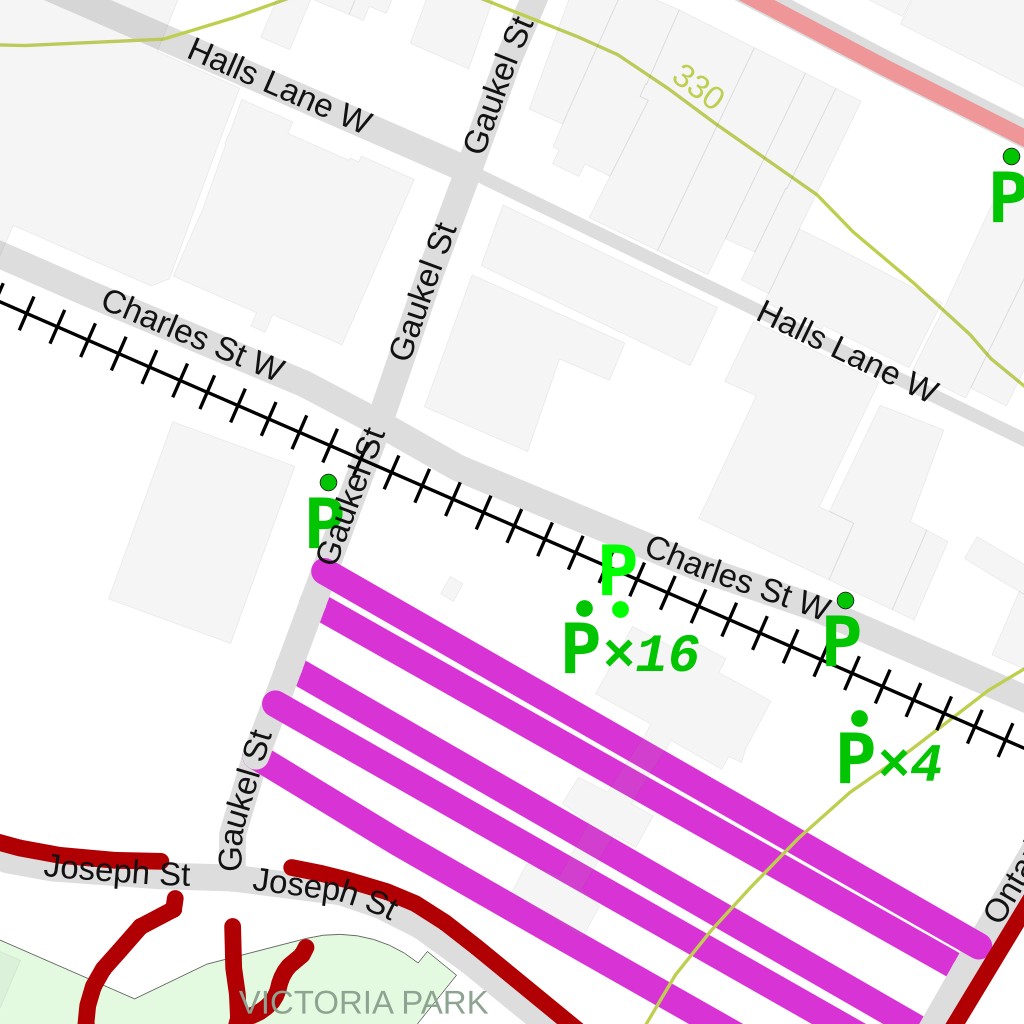 Halls Lane W
Gaukel St
330
P
Gaukel St
Charles St W
Halls Lane W
Gaukel St
P
P
Charles St W
P×16
P
P×4
Gaukel St
Joseph St
Joseph St
VICTORIA PARK